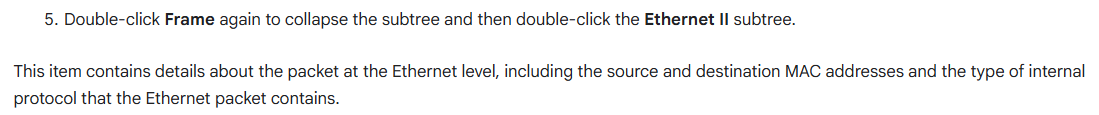 5. Double-click Frame again to collapse the subtree and then double-click the Ethernet II subtree.
This item contains details about the packet at the Ethernet level, including the source and destination MAC addresses and the type of internal
protocol that the Ethernet packet contains.